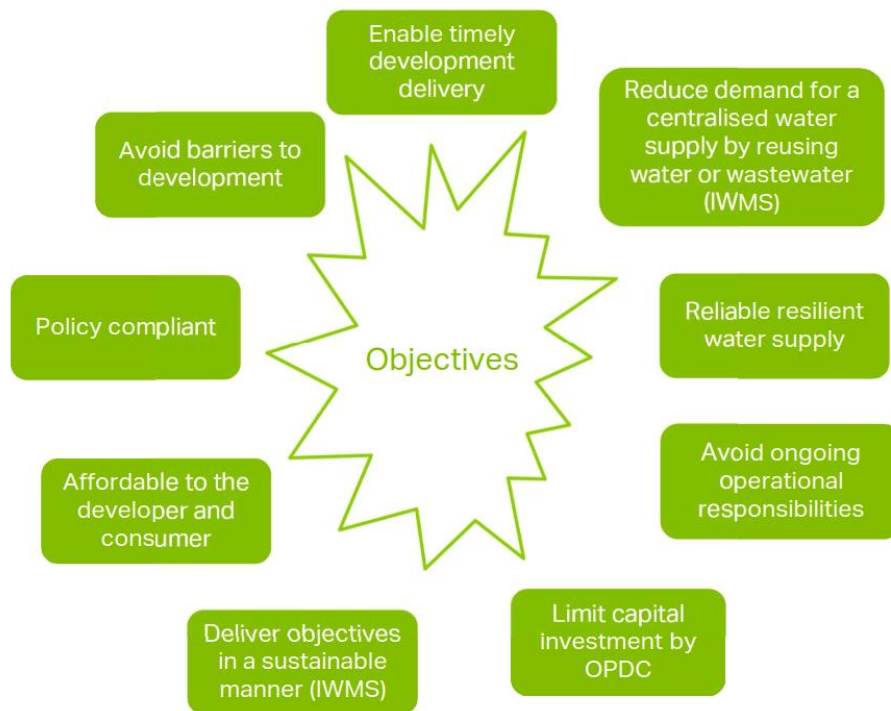 Enable timely
development
delivery
Reduce demand for a
centralised water
supply by reusing
water or wastewater
(IWMS)
Avoid barriers to
development
Policy compliant
Reliable resilient
water supply
Objectives
Affordable to the
developer and
consumer
Avoid ongoing
operational
responsibilities
Deliver objectives
in a sustainable
manner (IWMS)
Limit capital
investment by
OPDC